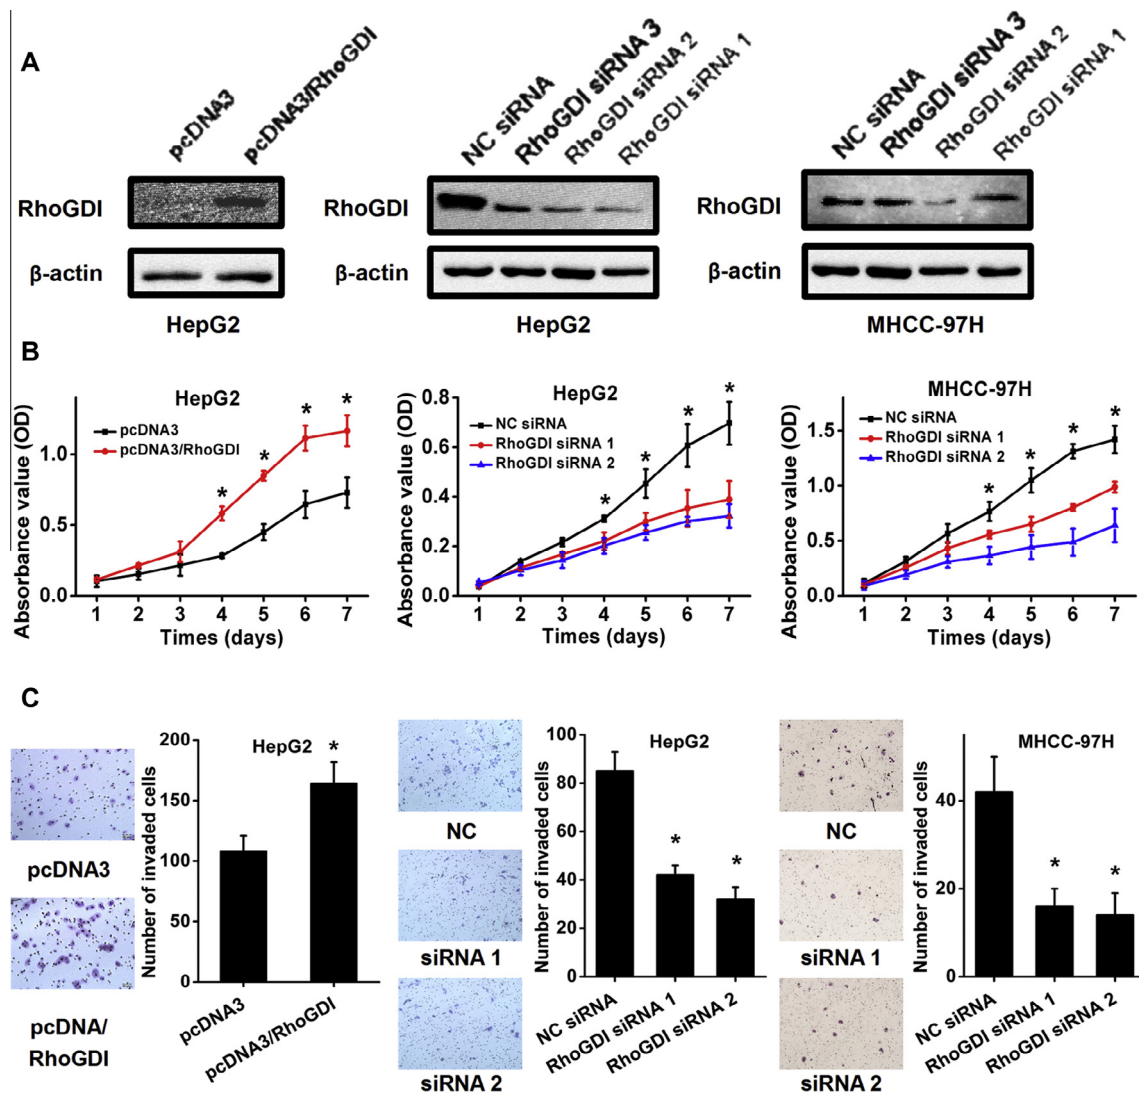 A
pcDNA3
pcDNA3/RhoGDI
NC siRNA
RhoGDI siRNA 3
RhoGDI siRNA 2
RhoGDI siRNA 1
NC siRNA
RhoGDI siRNA 3
RhoGDI siRNA 2
RhoGDI siRNA 1
RhoGDI
RhoGDI
RhoGDI
β-actin
β-actin
β-actin
HepG2
HepG2
MHCC-97H
B
HepG2
pcDNA3
pcDNA3/RhoGDI
* * * *
Absorbance value (OD)
1.0
0.5
0.0
1 2 3 4 5 6 7
Times (days)
HepG2
NC siRNA
RhoGDI siRNA 1
RhoGDI siRNA 2
* * * *
Absorbance value (OD)
0.8
0.6
0.4
0.2
0.0
1 2 3 4 5 6 7
Times (days)
MHCC-97H
NC siRNA
RhoGDI siRNA 1
RhoGDI siRNA 2
* * * *
Absorbance value (OD)
1.5
1.0
0.5
0.0
1 2 3 4 5 6 7
Times (days)
C
pcDNA3
pcDNA/
RhoGDI
HepG2
*
Number of invaded cells
200
150
100
50
0
pcDNA3
pcDNA3/RhoGDI
NC
siRNA 1
siRNA 2
HepG2
* *
Number of invaded cells
100
80
60
40
20
0
NC siRNA
RhoGDI siRNA 1
RhoGDI siRNA 2
NC
siRNA 1
siRNA 2
MHCC-97H
* *
Number of invaded cells
40
20
0
NC siRNA
RhoGDI siRNA 1
RhoGDI siRNA 2